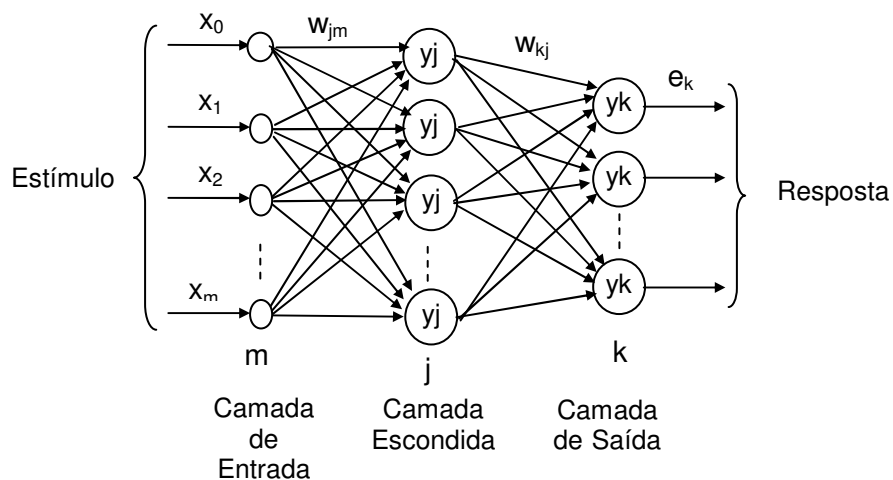 x0 wjm yj wkj
yk ek
x1 yj
Estímulo x2 yj yk Resposta
xm yj yk
m j k
Camada de Entrada
Camada Escondida
Camada de Saída